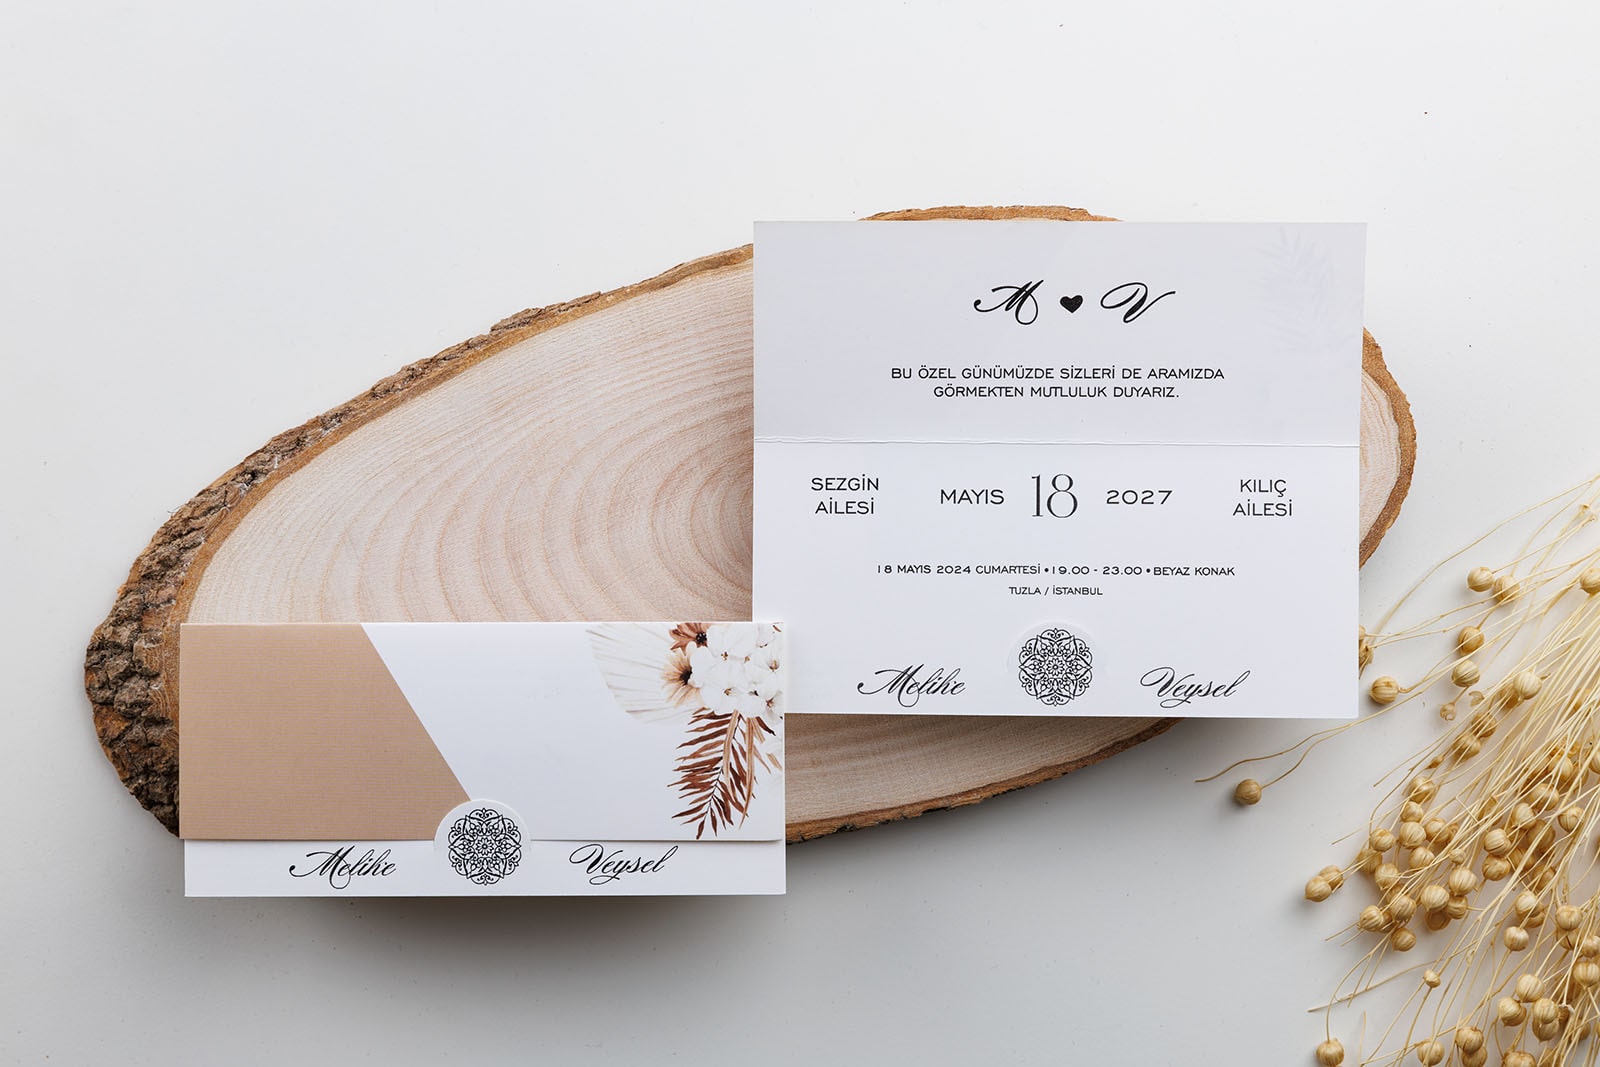 M ♥ V
BU ÖZEL GÜNÜMÜZDE SİZLERİ DE ARAMIZDA
GÖRMEKTEN MUTLULUK DUYARIZ.
SEZGİN
AİLESİ
MAYIS 18 2027
KILIÇ
AİLESİ
18 MAYIS 2024 CUMARTESİ • 19.00 - 23.00 • BEYAZ KONAK
TUZLA / İSTANBUL
Melike Veysel
Melike Veysel